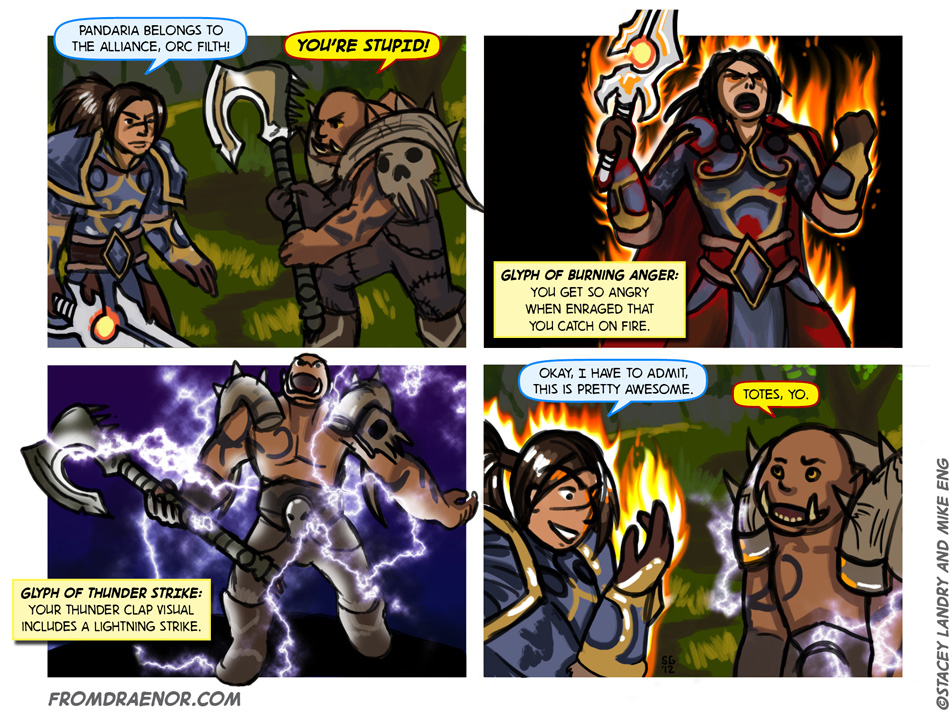 PANDARIA BELONGS TO
THE ALLIANCE, ORC FILTH!
YOU'RE STUPID!
GLYPH OF BURNING ANGER:
YOU GET SO ANGRY
WHEN ENRAGED THAT
YOU CATCH ON FIRE.
GLYPH OF THUNDER STRIKE:
YOUR THUNDER CLAP VISUAL
INCLUDES A LIGHTNING STRIKE.
OKAY, I HAVE TO ADMIT,
THIS IS PRETTY AWESOME.
TOTES, YO.
SG
'12
FROMDRAENOR.COM
©STACEY LANDRY AND MIKE ENG